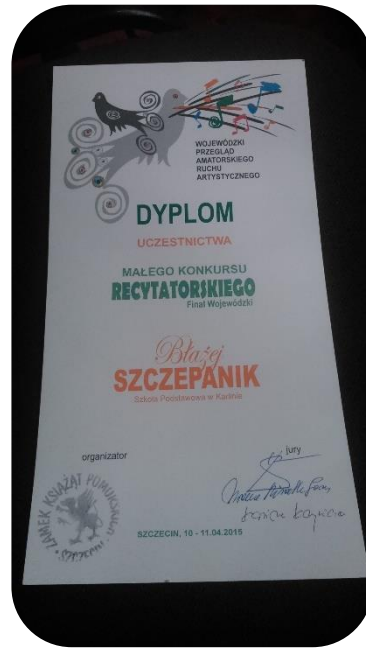 WOJEWÓDZKI
PRZEGLĄD
AMATORSKIEGO
RUCHU
ARTYSTYCZNEGO
DYPLOM
UCZESTNICTWA
MAŁEGO KONKURSU
RECYTATORSKIEGO
Finał Wojewódzki
Błażej
SZCZEPANIK
Szkoła Podstawowa w Karlinie
organizator
jury
ZAMEK KSIĄŻĄT POMORSKICH
SZCZECIN, 10 - 11.04.2015